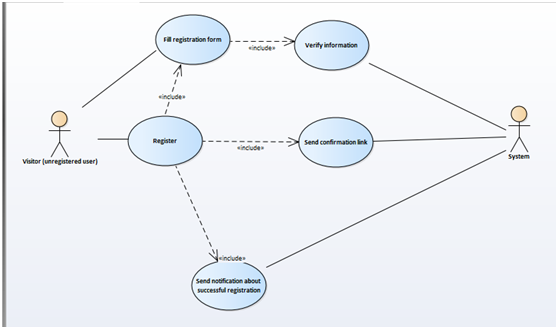 Fill registration form
«include»
Verify information
«include»
Visitor (unregistered user)
Register
«include»
Send confirmation link
System
«include»
Send notification about
successful registration